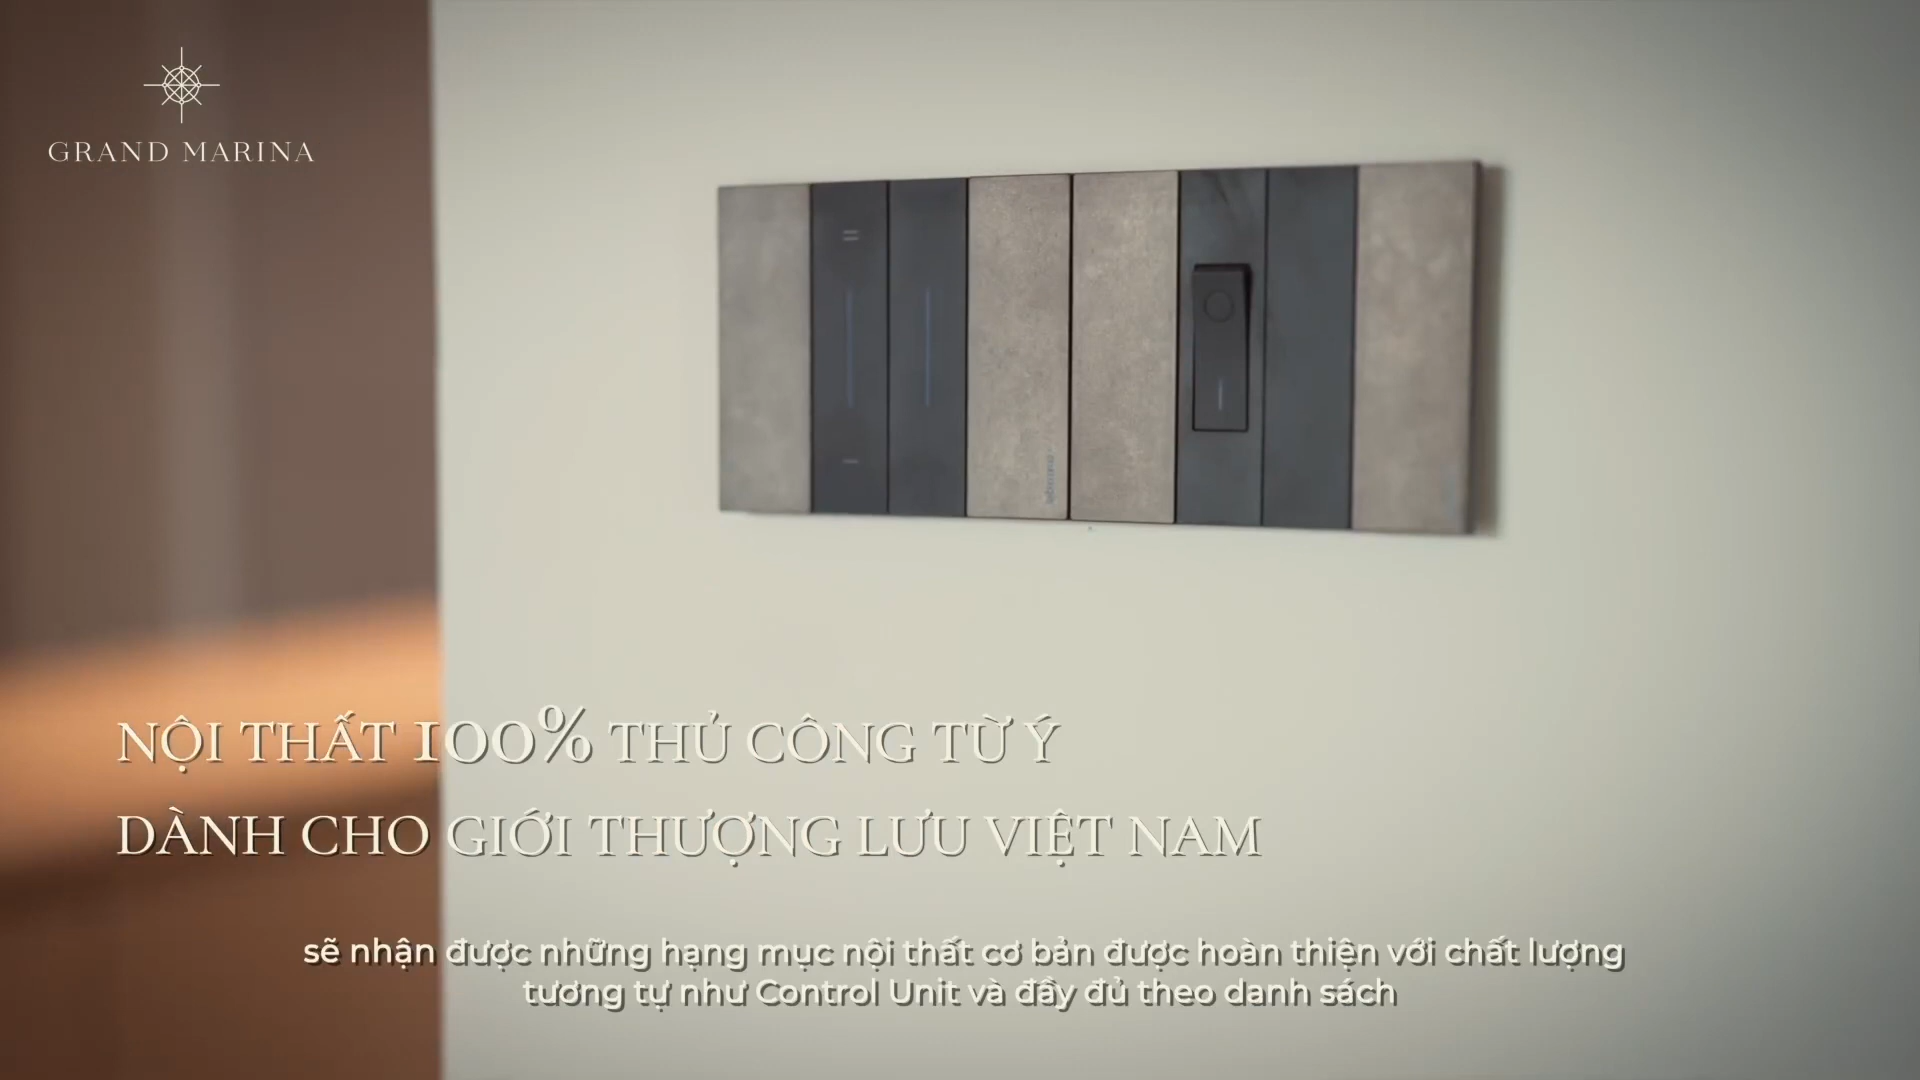 GRAND MARINA
NỘI THẤT 100% THỦ CÔNG TỪ Ý
DÀNH CHO GIỚI THƯỢNG LƯU VIỆT NAM
sẽ nhận được những hạng mục nội thất cơ bản được hoàn thiện với chất lượng
tương tự như Control Unit và đầy đủ theo danh sách